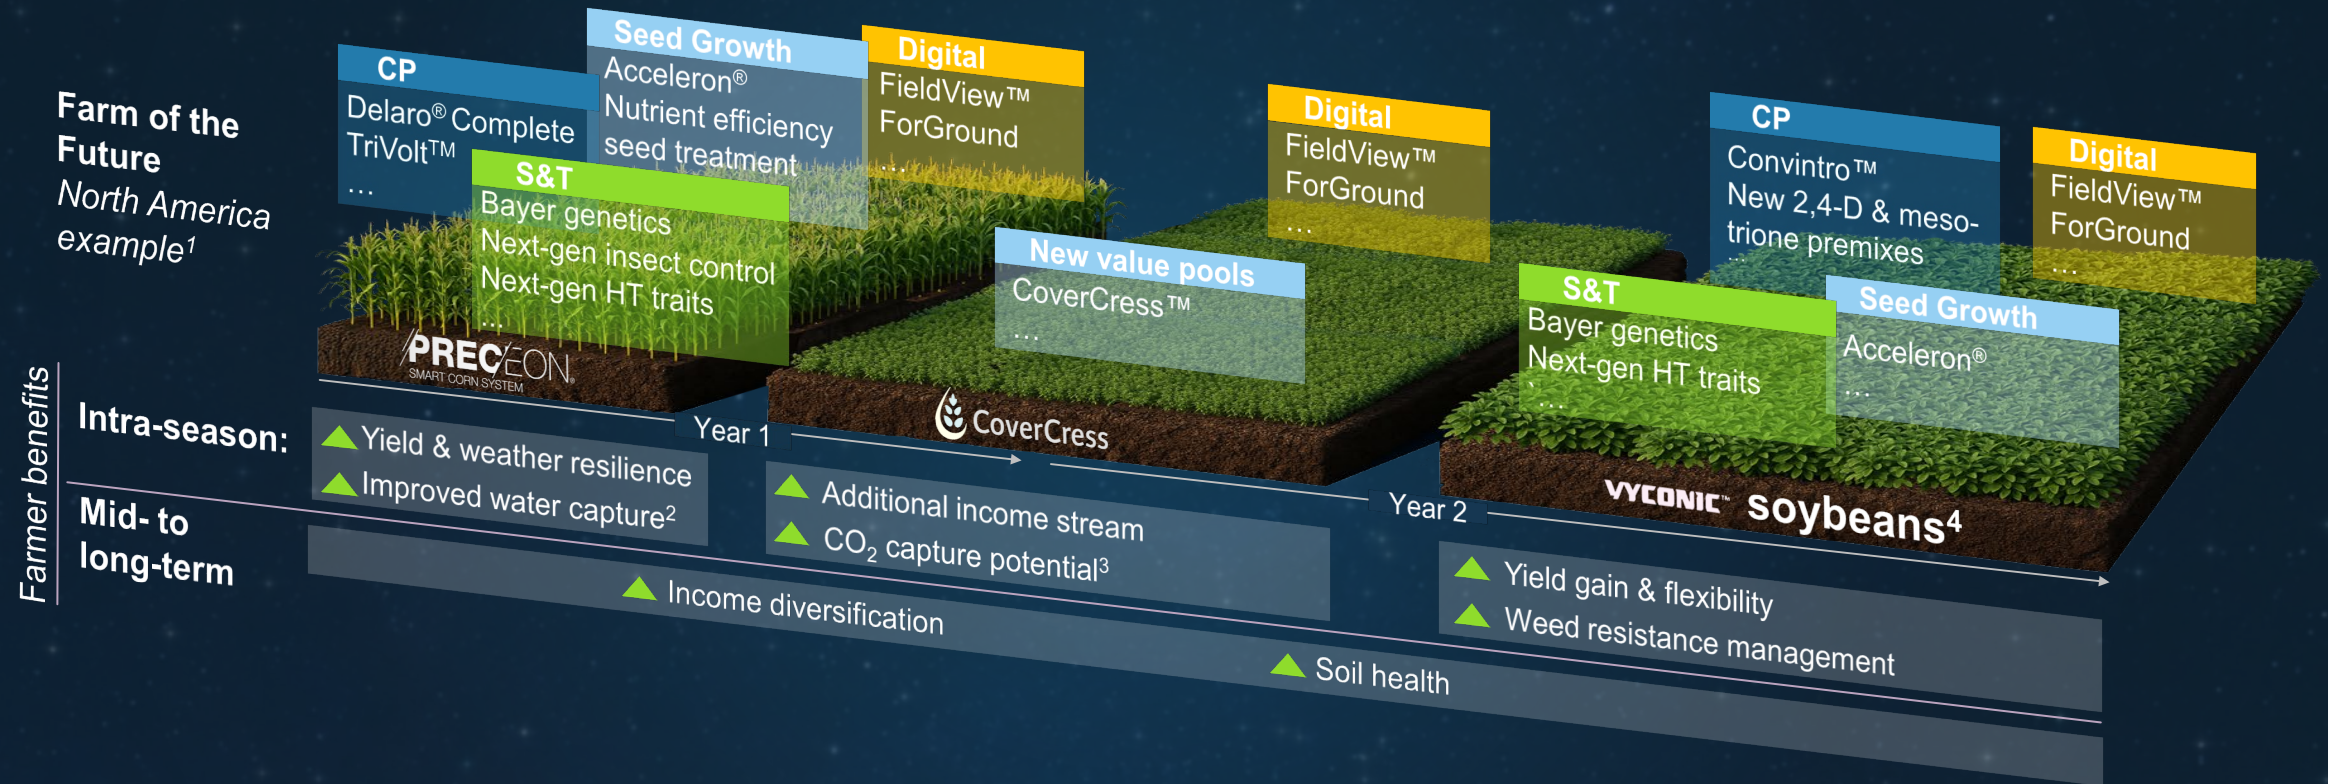 Farm of the
Future
North America
example¹
CP
Delaro® Complete
TriVolt™
...
Seed Growth
Acceleron®
Nutrient efficiency
seed treatment
Digital
FieldView™
ForGround
...
S&T
Bayer genetics
Next-gen insect control
Next-gen HT traits
...
PRECEON®
SMART CORN SYSTEM
Digital
FieldView™
ForGround
...
New value pools
CoverCress™
...
CoverCress
CP
Convintro™
New 2,4-D & meso-
trione premixes
...
Digital
FieldView™
ForGround
...
S&T
Bayer genetics
Next-gen HT traits
` ...
Seed Growth
Acceleron®
...
VYCONIC™ soybeans⁴
Year 1
Year 2
Farmer benefits
Intra-season:
Yield & weather resilience
Improved water capture²
Additional income stream
CO₂ capture potential³
Yield gain & flexibility
Weed resistance management
Mid- to
long-term
Income diversification
Soil health